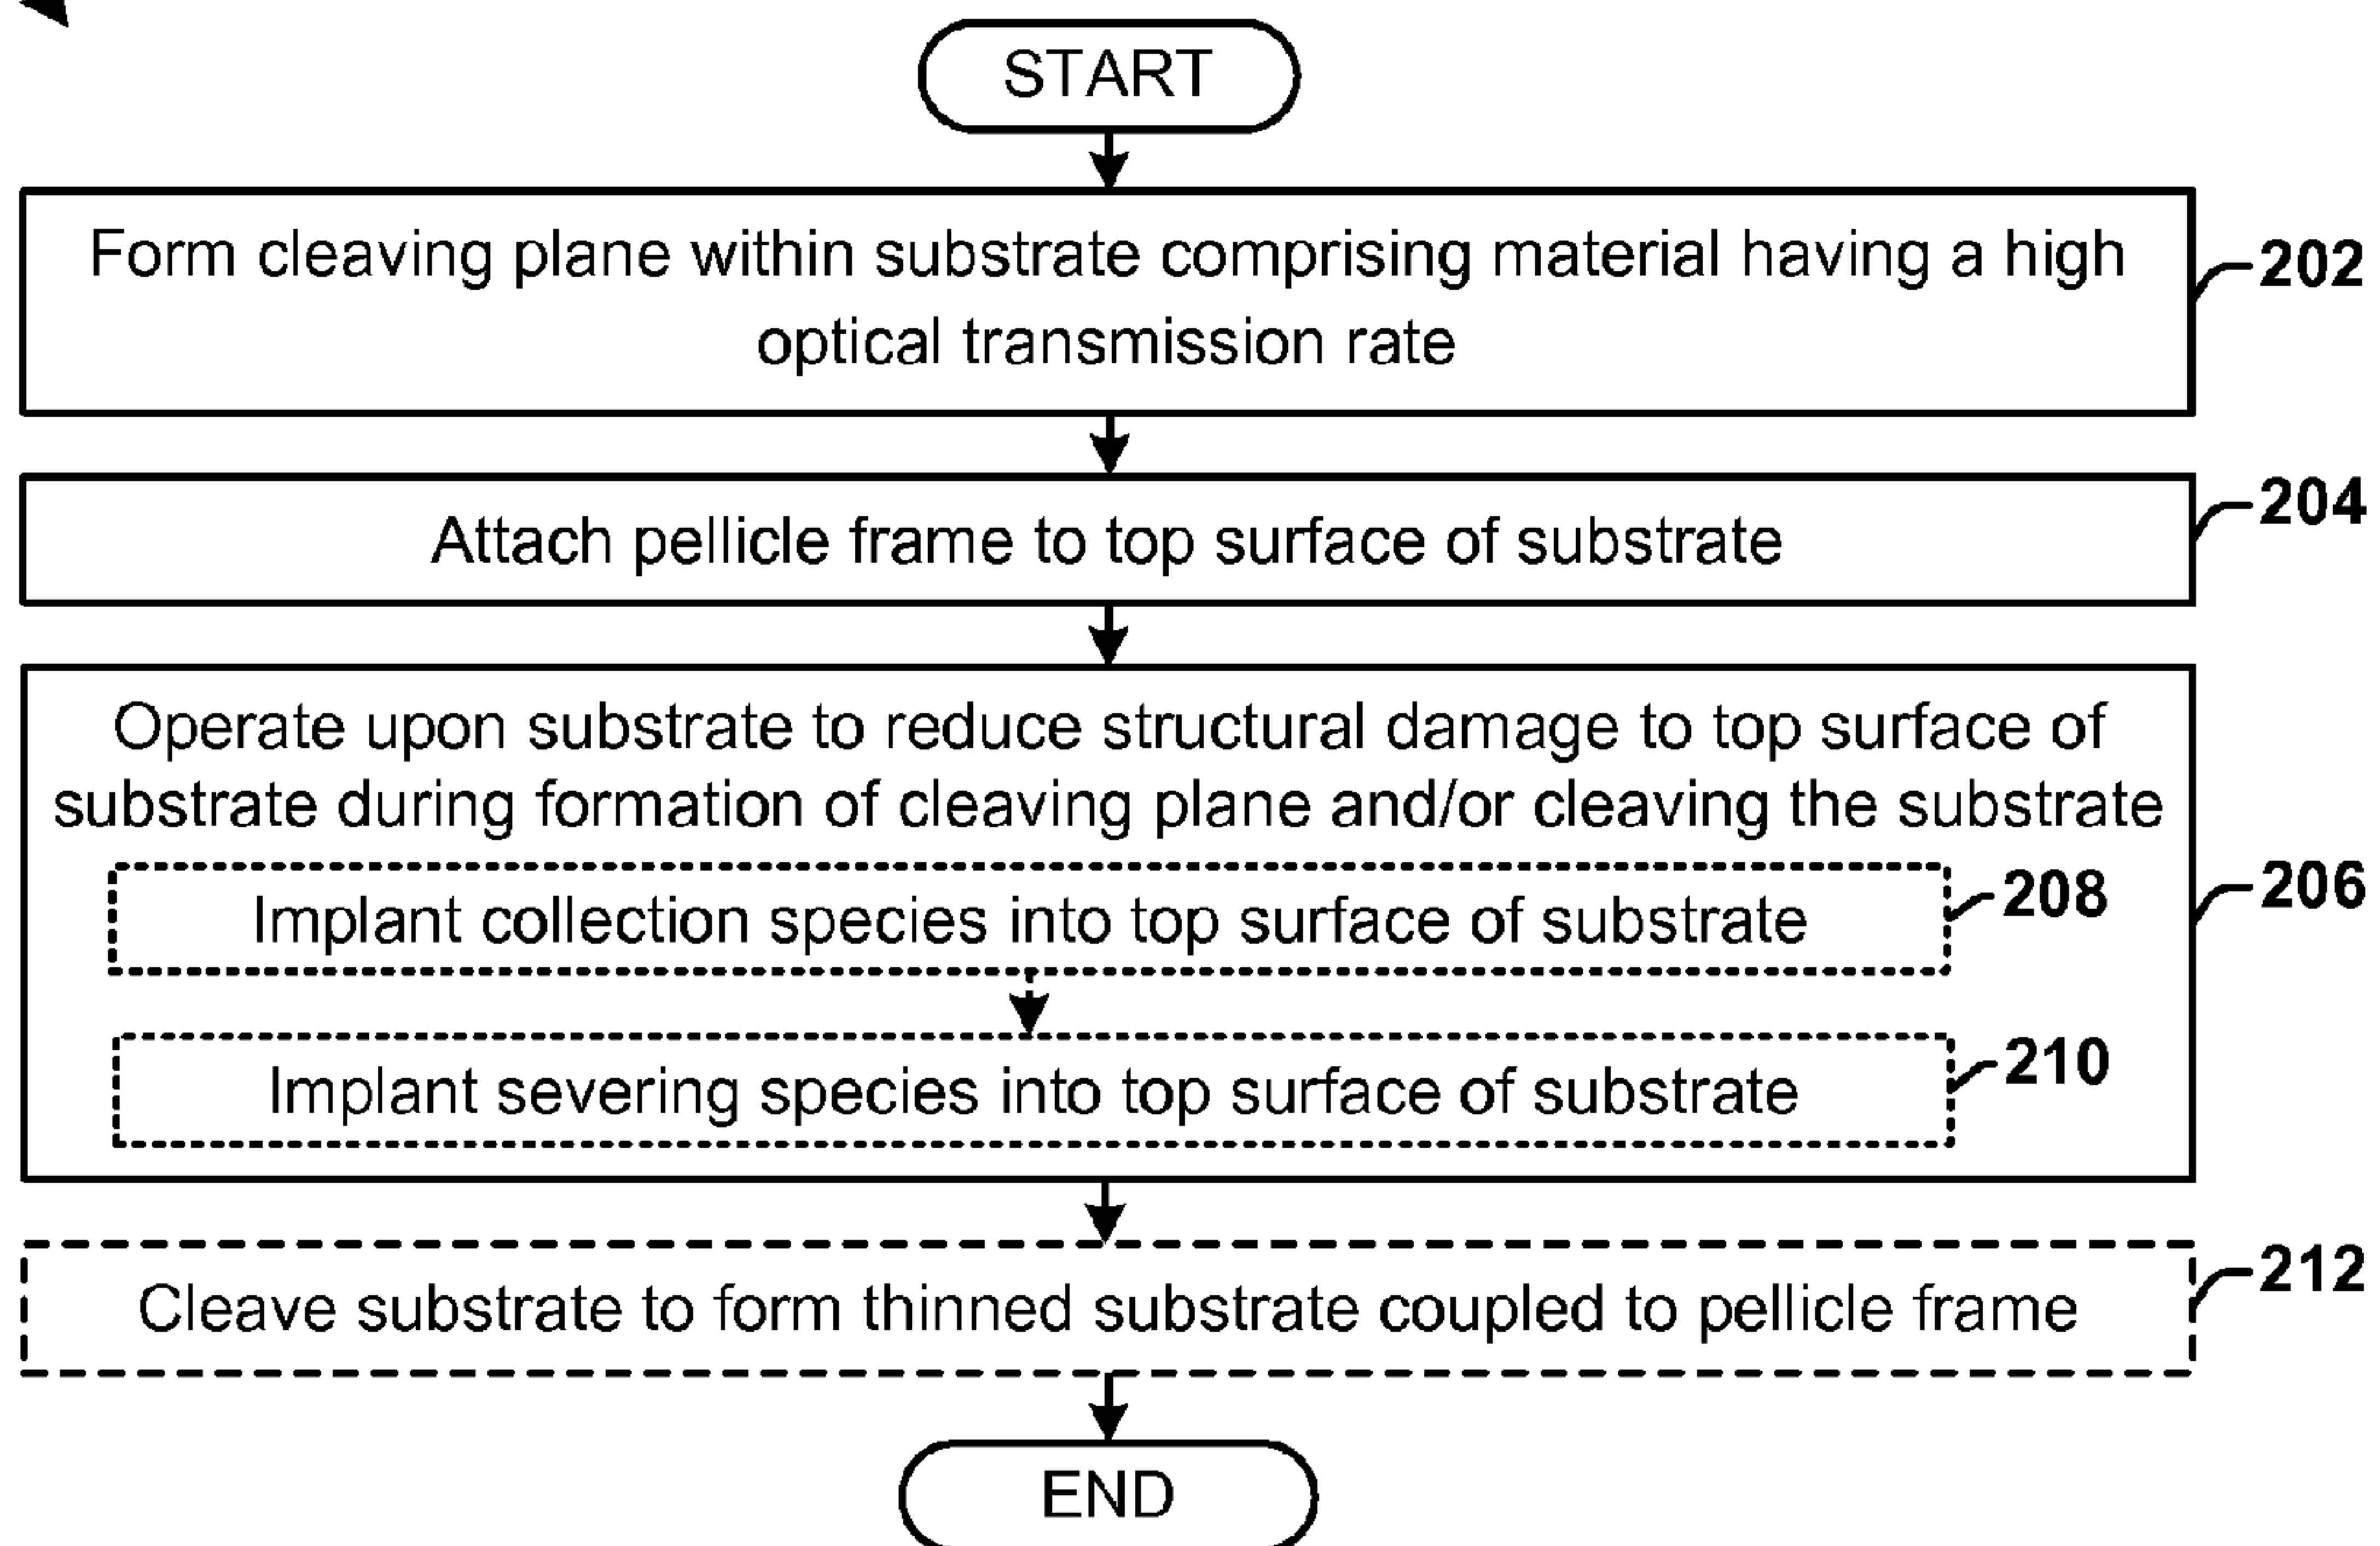 START
Form cleaving plane within substrate comprising material having a high
optical transmission rate
202
Attach pellicle frame to top surface of substrate
204
Operate upon substrate to reduce structural damage to top surface of
substrate during formation of cleaving plane and/or cleaving the substrate
206
Implant collection species into top surface of substrate
208
Implant severing species into top surface of substrate
210
Cleave substrate to form thinned substrate coupled to pellicle frame
212
END